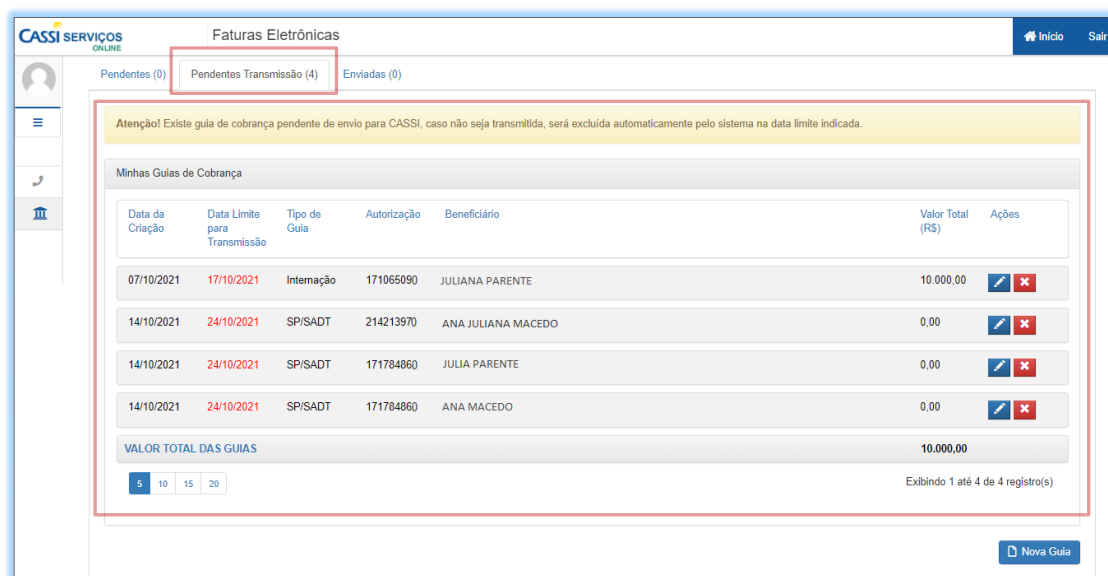 CASSI SERVIÇOS
ONLINE
Faturas Eletrônicas
Início
Sair
Pendentes (0)
Pendentes Transmissão (4)
Enviadas (0)
Atenção! Existe guia de cobrança pendente de envio para CASSI, caso não seja transmitida, será excluída automaticamente pelo sistema na data limite indicada.
Minhas Guias de Cobrança
Data da Criação
Data Limite para Transmissão
Tipo de Guia
Autorização
Beneficiário
Valor Total (R$)
Ações
07/10/2021 17/10/2021 Internação 171065090 JULIANA PARENTE 10.000,00
14/10/2021 24/10/2021 SP/SADT 214213970 ANA JULIANA MACEDO 0,00
14/10/2021 24/10/2021 SP/SADT 171784860 JULIA PARENTE 0,00
14/10/2021 24/10/2021 SP/SADT 171784860 ANA MACEDO 0,00
VALOR TOTAL DAS GUIAS 10.000,00
5 10 15 20
Exibindo 1 até 4 de 4 registro(s)
Nova Guia